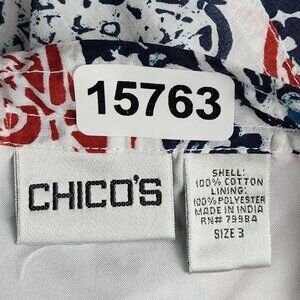 15763
CHICO'S
SHELL:
100% COTTON
LINING:
100% POLYESTER
MADE IN INDIA
RN# 79984
SIZE 3